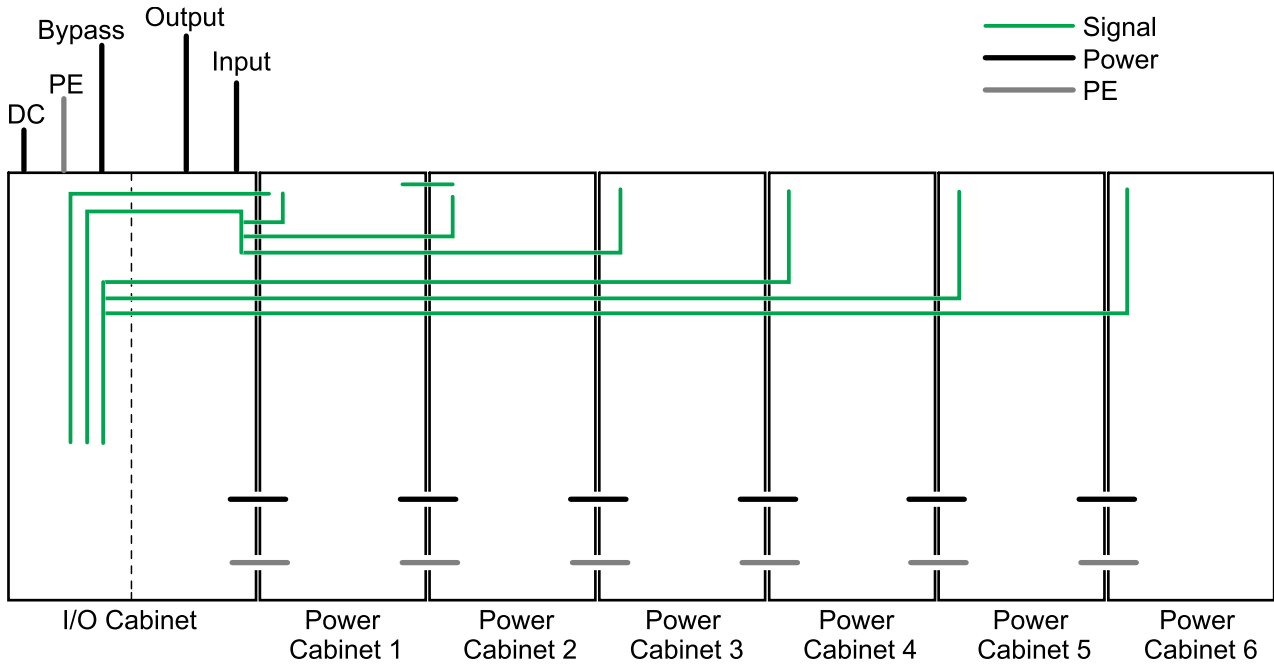 Output
Bypass
Input
PE
DC
Signal
Power
PE
I/O Cabinet
Power
Cabinet 1
Power
Cabinet 2
Power
Cabinet 3
Power
Cabinet 4
Power
Cabinet 5
Power
Cabinet 6